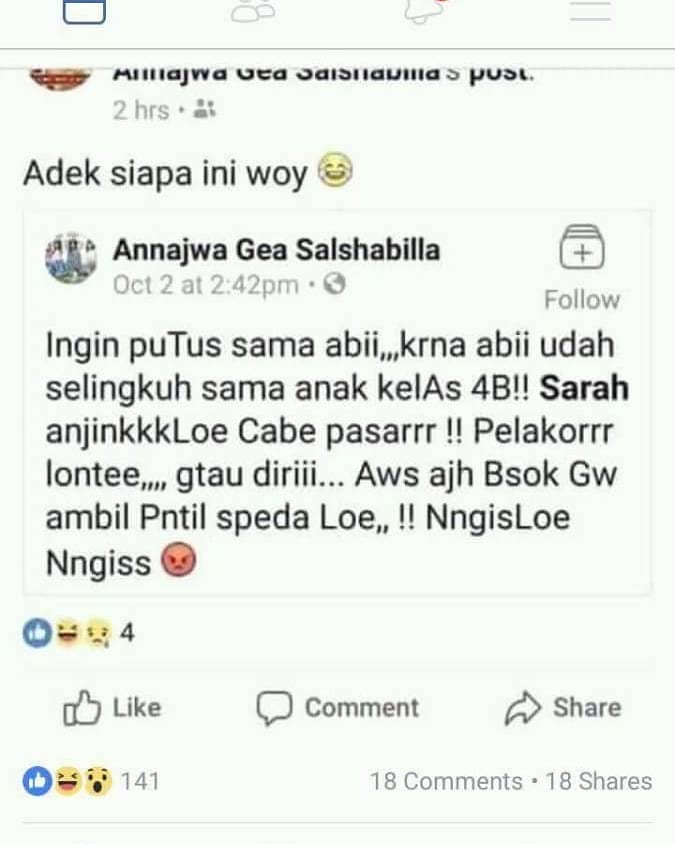 Annajwa Gea Salshabilla's post.
2 hrs
Adek siapa ini woy
Annajwa Gea Salshabilla
Oct 2 at 2:42pm
Follow
Ingin puTus sama abii,,,krna abii udah
selingkuh sama anak kelAs 4B!! Sarah
anjinkkkLoe Cabe pasarrr !! Pelakorrr
lontee,,,, gtau diriii... Aws ajh Bsok Gw
ambil Pntil speda Loe,, !! NngisLoe
Nngiss
4
Like Comment Share
141 18 Comments • 18 Shares